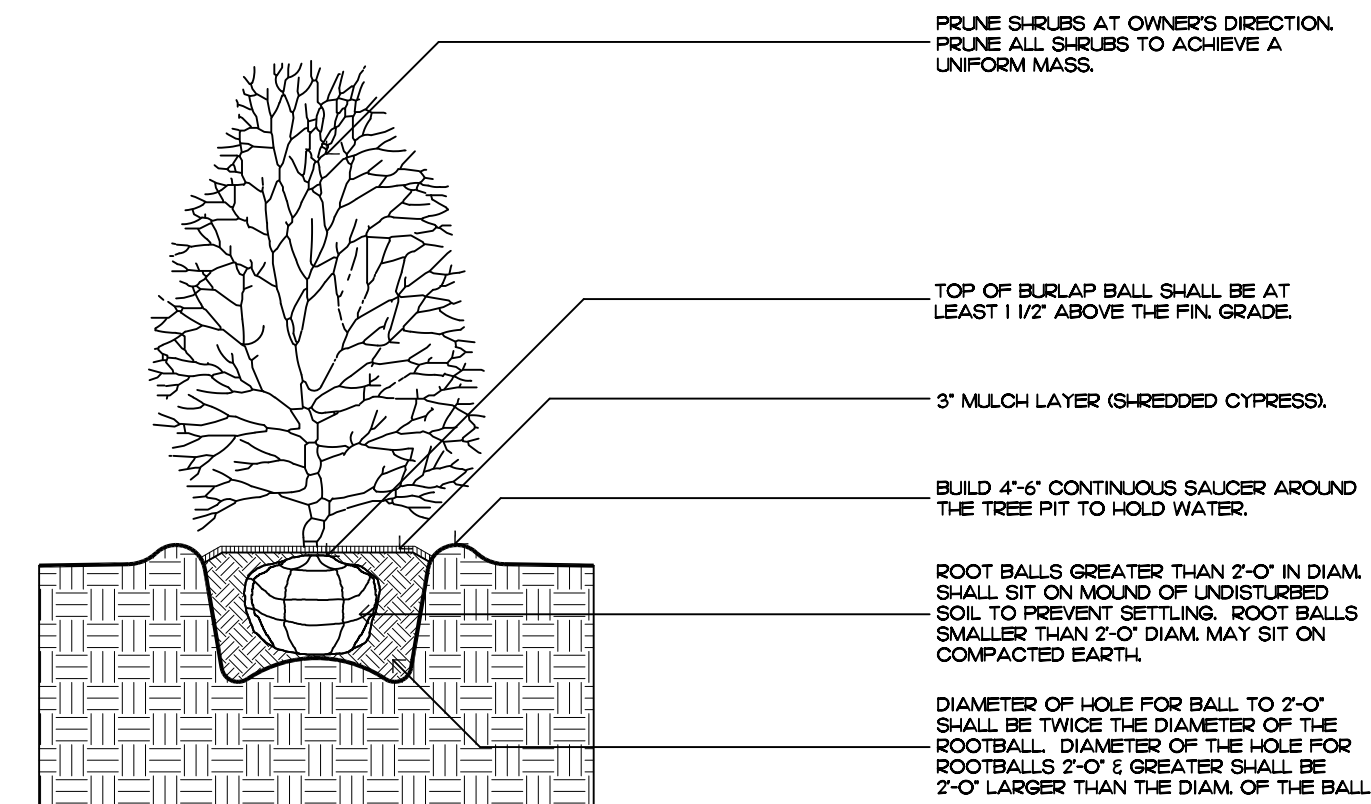 PRUNE SHRUBS AT OWNER'S DIRECTION.
PRUNE ALL SHRUBS TO ACHIEVE A
UNIFORM MASS.
TOP OF BURLAP BALL SHALL BE AT
LEAST 1 1/2" ABOVE THE FIN. GRADE.
3" MULCH LAYER (SHREDDED CYPRESS).
BUILD 4"-6" CONTINUOUS SAUCER AROUND
THE TREE PIT TO HOLD WATER.
ROOT BALLS GREATER THAN 2'-0" IN DIAM.
SHALL SIT ON MOUND OF UNDISTURBED
SOIL TO PREVENT SETTLING. ROOT BALLS
SMALLER THAN 2'-0" DIAM. MAY SIT ON
COMPACTED EARTH.
DIAMETER OF HOLE FOR BALL TO 2'-0"
SHALL BE TWICE THE DIAMETER OF THE
ROOTBALL. DIAMETER OF THE HOLE FOR
ROOTBALLS 2'-0" & GREATER SHALL BE
2'-0" LARGER THAN THE DIAM. OF THE BALL